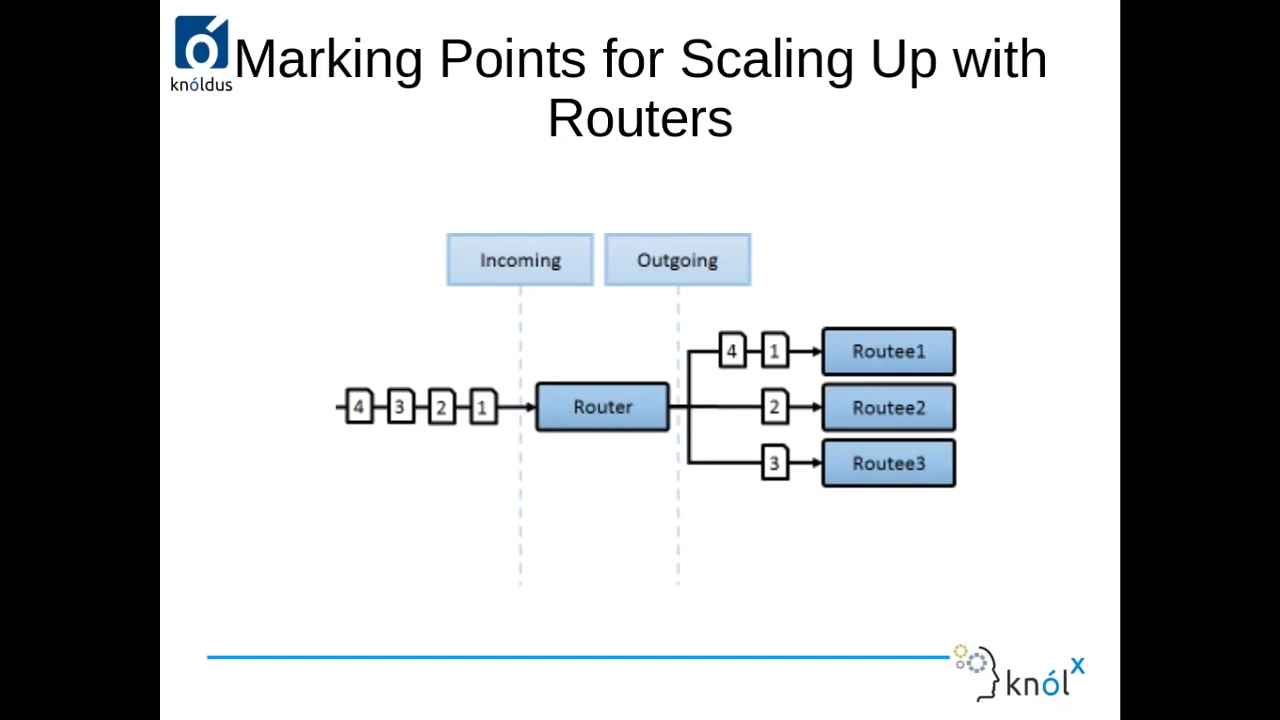 knóldus
Marking Points for Scaling Up with
Routers
Incoming
Outgoing
4 3 2 1
Router
4 1
Routee1
2
Routee2
3
Routee3
knól x